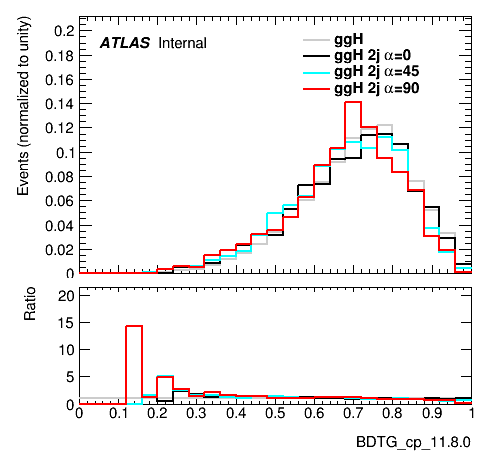 ATLAS Internal
ggH
ggH 2j α=0
ggH 2j α=45
ggH 2j α=90
Events (normalized to unity)
0.2
0.18
0.16
0.14
0.12
0.1
0.08
0.06
0.04
0.02
0
Ratio
20
15
10
5
0
0 0.1 0.2 0.3 0.4 0.5 0.6 0.7 0.8 0.9 1
BDTG_cp_11.8.0